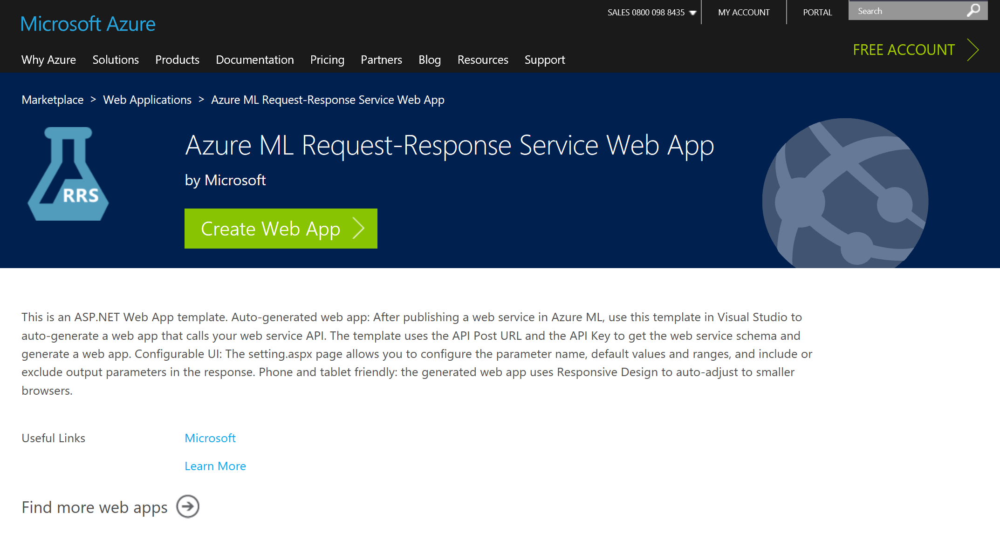 SALES 0800 098 8435
MY ACCOUNT
PORTAL
Search
Microsoft Azure
FREE ACCOUNT
Why Azure Solutions Products Documentation Pricing Partners Blog Resources Support
Marketplace > Web Applications > Azure ML Request-Response Service Web App
RRS
Azure ML Request-Response Service Web App
by Microsoft
Create Web App
This is an ASP.NET Web App template. Auto-generated web app: After publishing a web service in Azure ML, use this template in Visual Studio to
auto-generate a web app that calls your web service API. The template uses the API Post URL and the API Key to get the web service schema and
generate a web app. Configurable UI: The setting.aspx page allows you to configure the parameter name, default values and ranges, and include or
exclude output parameters in the response. Phone and tablet friendly: the generated web app uses Responsive Design to auto-adjust to smaller
browsers.
Useful Links
Microsoft
Learn More
Find more web apps